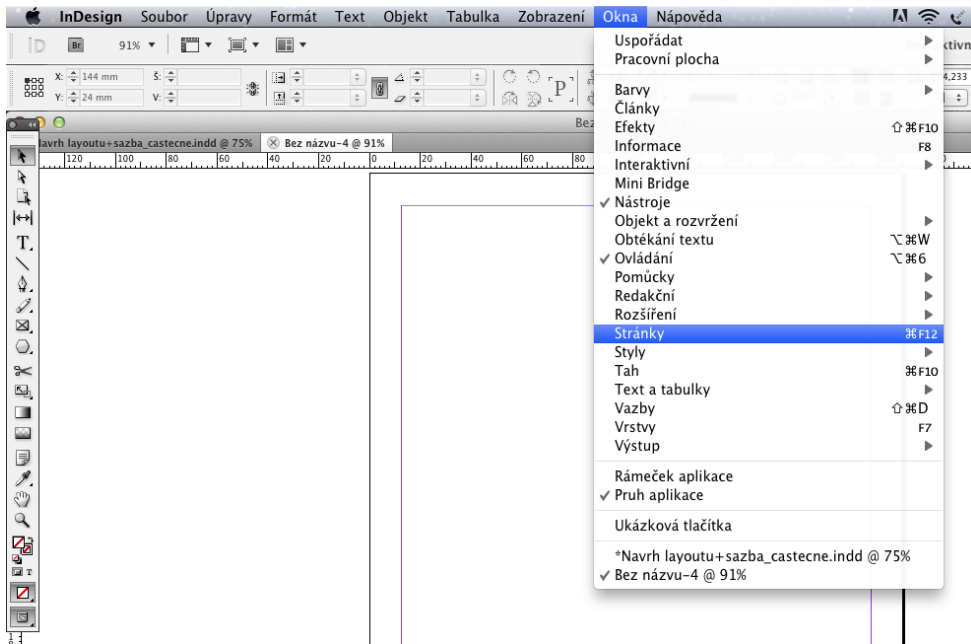 InDesign Soubor Úpravy Formát Text Objekt Tabulka Zobrazení Okna Nápověda
ID Br 91%
X: 144 mm Š:
Y: 24 mm V:
P
4,233
Bez
navrh layoutu+sazba_castecne.indd @ 75% Bez názvu-4 @ 91%
120 100 80 60 40 20 0 20 40 60 80
Uspořádat
Pracovní plocha
Barvy
Články
Efekty ⇧⌘F10
Informace F8
Interaktivní
Mini Bridge
✓ Nástroje
Objekt a rozvržení
Obtékání textu ⌥⌘W
✓ Ovládání ⌥⌘6
Pomůcky
Redakční
Rozšíření
Stránky ⌘F12
Styly
Tah ⌘F10
Text a tabulky
Vazby ⇧⌘D
Vrstvy F7
Výstup
Rámeček aplikace
✓ Pruh aplikace
Ukázková tlačítka
*Navrh layoutu+sazba_castecne.indd @ 75%
✓ Bez názvu-4 @ 91%